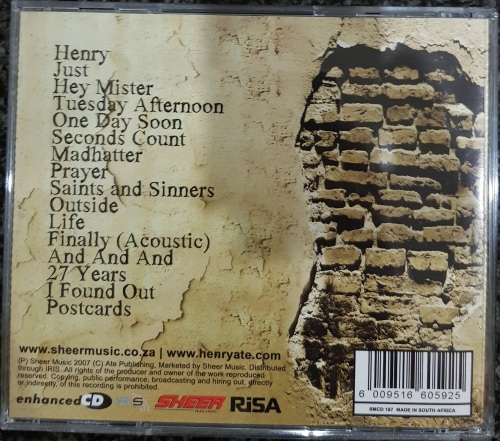 Henry
Just
Hey Mister
Tuesday Afternoon
One Day Soon
Seconds Count
Madhatter
Prayer
Saints and Sinners
Outside
Life
Finally (Acoustic)
And And And
27 Years
I Found Out
Postcards
www.sheermusic.co.za | www.henryate.com
(P) Sheer Music 2007 (C) Ate Publishing, Marketed by Sheer Music. Distributed
through IRIS. All rights of the producer and owner of the work reproduced
reserved. Copying, public performance, broadcasting and hiring out, directly
or indirectly, of this recording is prohibited.
enhanced CD SHEER RiSA
6 009516 605925
SMCD 187 MADE IN SOUTH AFRICA